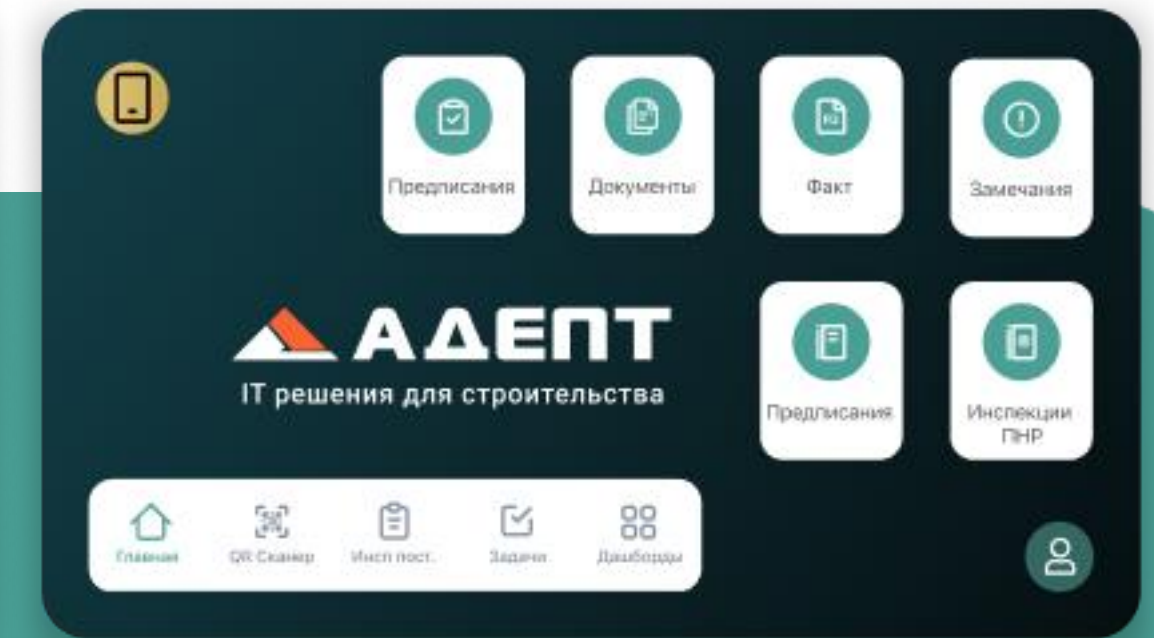 Предписания
Документы
Факт
Замечания
АДЕПТ
IT решения для строительства
Предписания
Инспекции
ПНР
Главная
QR Сканер
Инсп пост.
Задачи
Дашборды